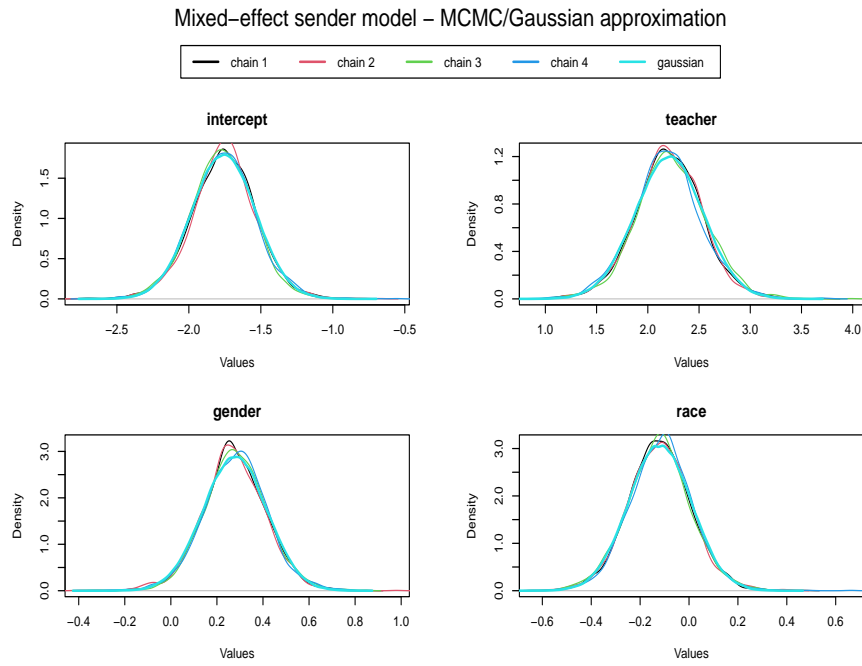 Mixed−effect sender model − MCMC/Gaussian approximation
chain 1 chain 2 chain 3 chain 4 gaussian
intercept
Density
0.0 0.5 1.0 1.5
−2.5 −2.0 −1.5 −1.0 −0.5
Values
teacher
Density
0.0 0.4 0.8 1.2
1.0 1.5 2.0 2.5 3.0 3.5 4.0
Values
gender
Density
0.0 1.0 2.0 3.0
−0.4 −0.2 0.0 0.2 0.4 0.6 0.8 1.0
Values
race
Density
0.0 1.0 2.0 3.0
−0.6 −0.4 −0.2 0.0 0.2 0.4 0.6
Values